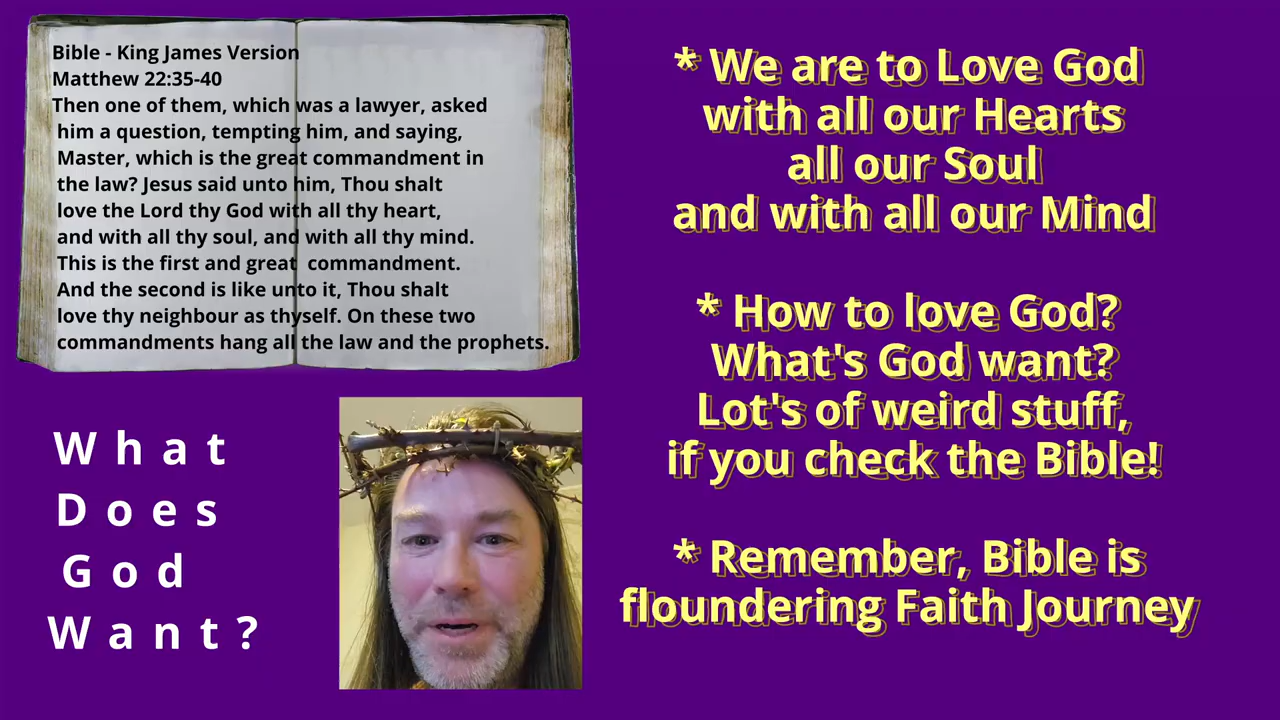 Bible - King James Version
Matthew 22:35-40
Then one of them, which was a lawyer, asked
him a question, tempting him, and saying,
Master, which is the great commandment in
the law? Jesus said unto him, Thou shalt
love the Lord thy God with all thy heart,
and with all thy soul, and with all thy mind.
This is the first and great commandment.
And the second is like unto it, Thou shalt
love thy neighbour as thyself. On these two
commandments hang all the law and the prophets.
What
Does
God
Want?
* We are to Love God
with all our Hearts
all our Soul
and with all our Mind
* How to love God?
What's God want?
Lot's of weird stuff,
if you check the Bible!
* Remember, Bible is
floundering Faith Journey